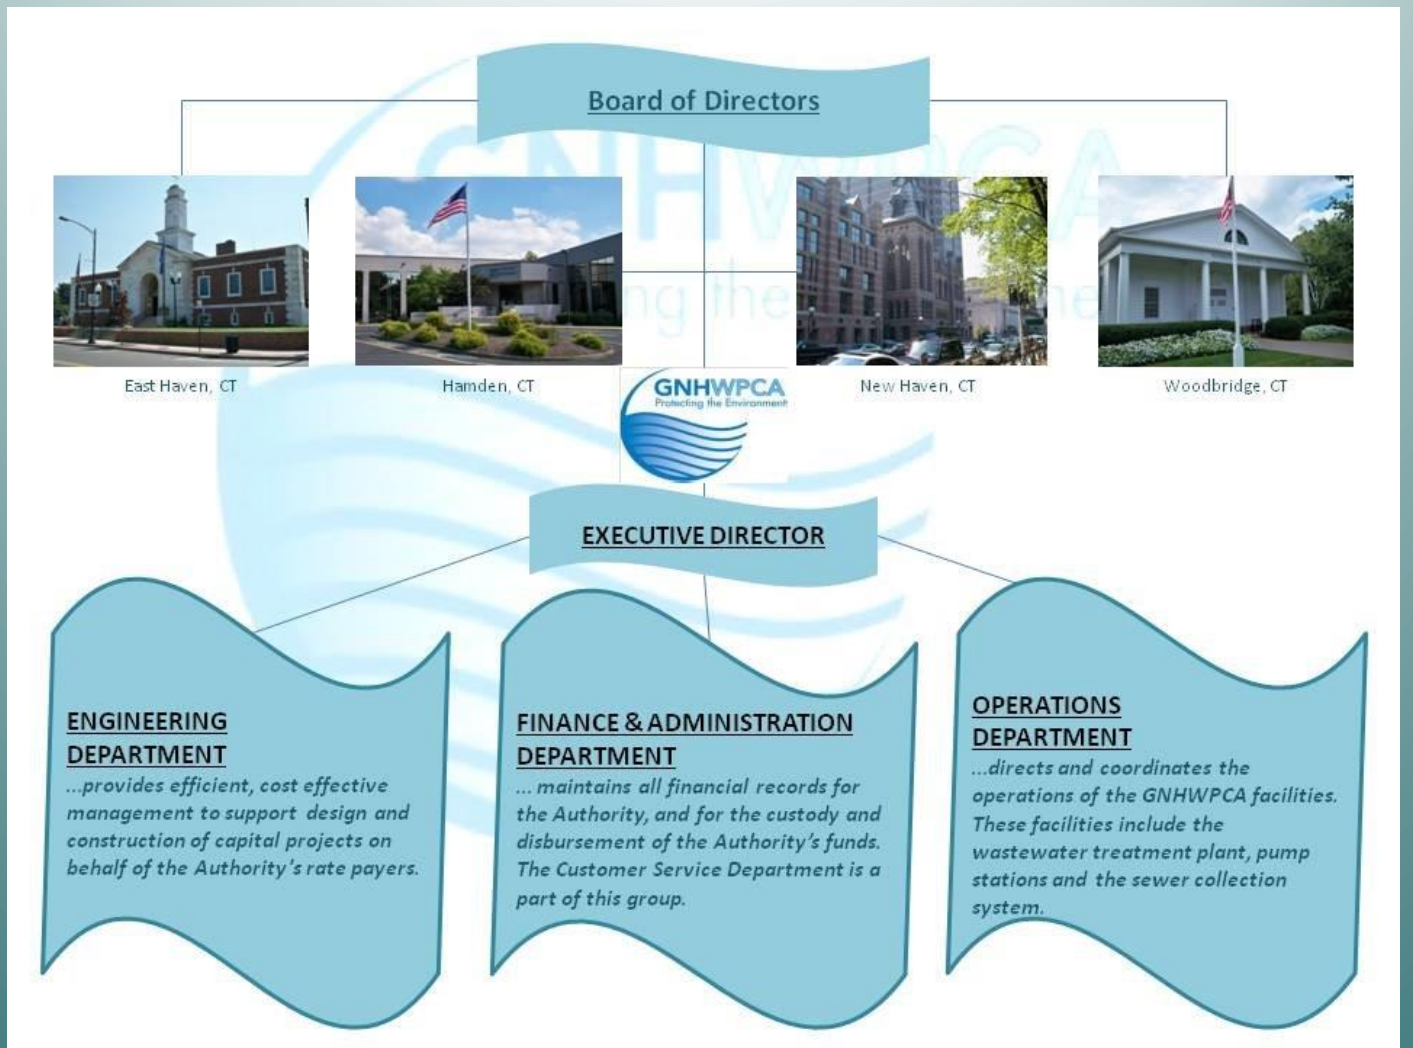 Board of Directors
East Haven, CT
Hamden, CT
New Haven, CT
Woodbridge, CT
GNHWPCA
Protecting the Environment
EXECUTIVE DIRECTOR
ENGINEERING
DEPARTMENT
...provides efficient, cost effective
management to support design and
construction of capital projects on
behalf of the Authority's rate payers.
FINANCE & ADMINISTRATION
DEPARTMENT
... maintains all financial records for
the Authority, and for the custody and
disbursement of the Authority's funds.
The Customer Service Department is a
part of this group.
OPERATIONS
DEPARTMENT
...directs and coordinates the
operations of the GNHWPCA facilities.
These facilities include the
wastewater treatment plant, pump
stations and the sewer collection
system.